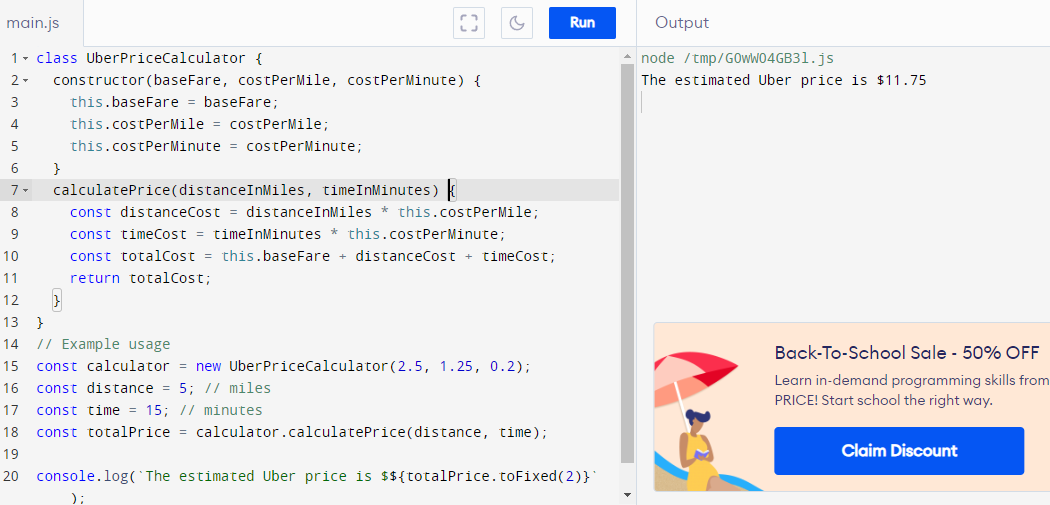 main.js
Run
Output
1 class UberPriceCalculator {
2 constructor(baseFare, costPerMile, costPerMinute) {
3 this.baseFare = baseFare;
4 this.costPerMile = costPerMile;
5 this.costPerMinute = costPerMinute;
6 }
7 calculatePrice(distanceInMiles, timeInMinutes) {
8 const distanceCost = distanceInMiles * this.costPerMile;
9 const timeCost = timeInMinutes * this.costPerMinute;
10 const totalCost = this.baseFare + distanceCost + timeCost;
11 return totalCost;
12 }
13 }
14 // Example usage
15 const calculator = new UberPriceCalculator(2.5, 1.25, 0.2);
16 const distance = 5; // miles
17 const time = 15; // minutes
18 const totalPrice = calculator.calculatePrice(distance, time);
19
20 console.log(`The estimated Uber price is $${totalPrice.toFixed(2)}`
);
node /tmp/GOwWO4GB3l.js
The estimated Uber price is $11.75
Back-To-School Sale - 50% OFF
Learn in-demand programming skills from
PRICE! Start school the right way.
Claim Discount